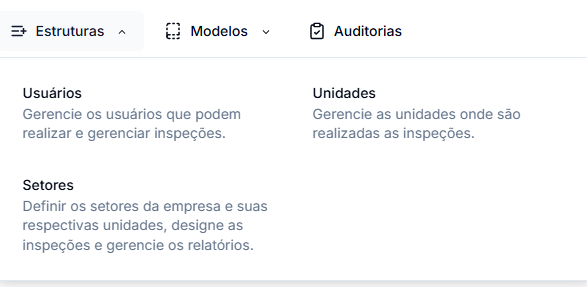 Estruturas Modelos Auditorias
Usuários
Gerencie os usuários que podem
realizar e gerenciar inspeções.
Unidades
Gerencie as unidades onde são
realizadas as inspeções.
Setores
Definir os setores da empresa e suas
respectivas unidades, designe as
inspeções e gerencie os relatórios.